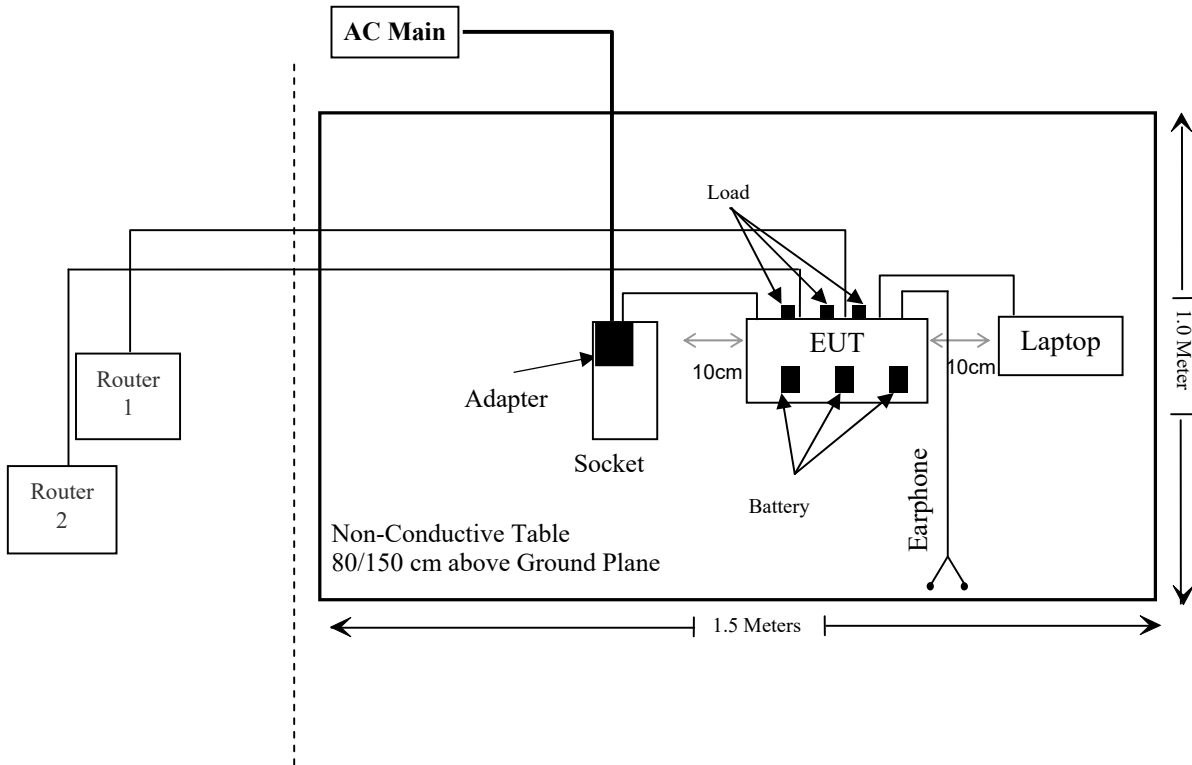 AC Main
Load
EUT
Laptop
10cm
10cm
Router
1
Adapter
Socket
Router
2
Battery
Earphone
Non-Conductive Table
80/150 cm above Ground Plane
1.0 Meter
1.5 Meters